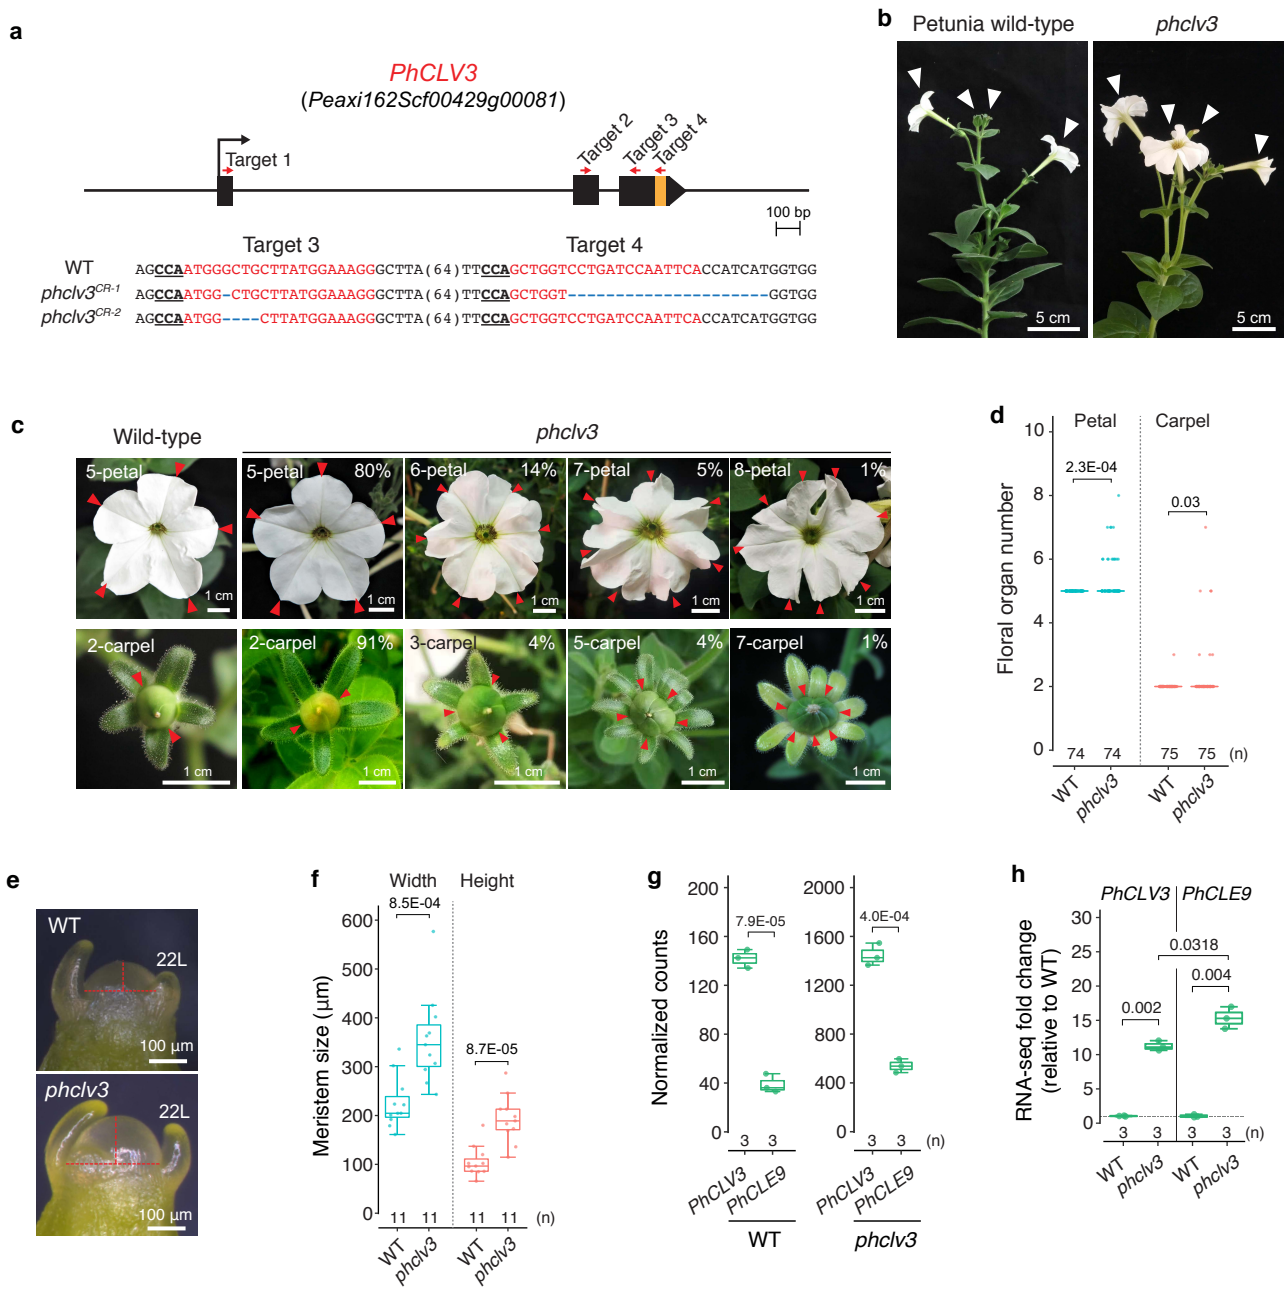 a
PhCLV3
(Peaxi162Scf00429g00081)
Target 1
Target 2
Target 3
Target 4
100 bp
Target 3 Target 4
WT AGCCAATGGGCTGCTTATGGAAAGGGCTTA(64)TTCCAGCTGGTCCTGATCCAATTCACCATCATGGTGG
phclv3CR-1 AGCCAATGG-CTGCTTATGGAAAGGGCTTA(64)TTCCAGCTGGT---------------------GGTGG
phclv3CR-2 AGCCAATGG----CTTATGGAAAGGGCTTA(64)TTCCAGCTGGTCCTGATCCAATTCACCATCATGGTGG
b
Petunia wild-type phclv3
5 cm 5 cm
c
Wild-type phclv3
5-petal 5-petal 80% 6-petal 14% 7-petal 5% 8-petal 1%
1 cm 1 cm 1 cm 1 cm 1 cm
2-carpel 2-carpel 91% 3-carpel 4% 5-carpel 4% 7-carpel 1%
1 cm 1 cm 1 cm 1 cm 1 cm
d
Petal Carpel
Floral organ number
10
8
6
4
2
0
2.3E-04
0.03
74 74 75 75 (n)
WT phclv3 WT phclv3
e
WT
22L
100 µm
phclv3
22L
100 µm
f
Width Height
Meristem size (µm)
600
500
400
300
200
100
0
8.5E-04
8.7E-05
11 11 11 11 (n)
WT phclv3 WT phclv3
g
Normalized counts
200
160
120
80
40
0
7.9E-05
2000
1600
1200
800
400
0
4.0E-04
3 3 3 3 (n)
PhCLV3 PhCLE9 PhCLV3 PhCLE9
WT phclv3
h
PhCLV3 PhCLE9
RNA-seq fold change
(relative to WT)
30
25
20
15
10
5
0
0.0318
0.002
0.004
3 3 3 3 (n)
WT phclv3 WT phclv3